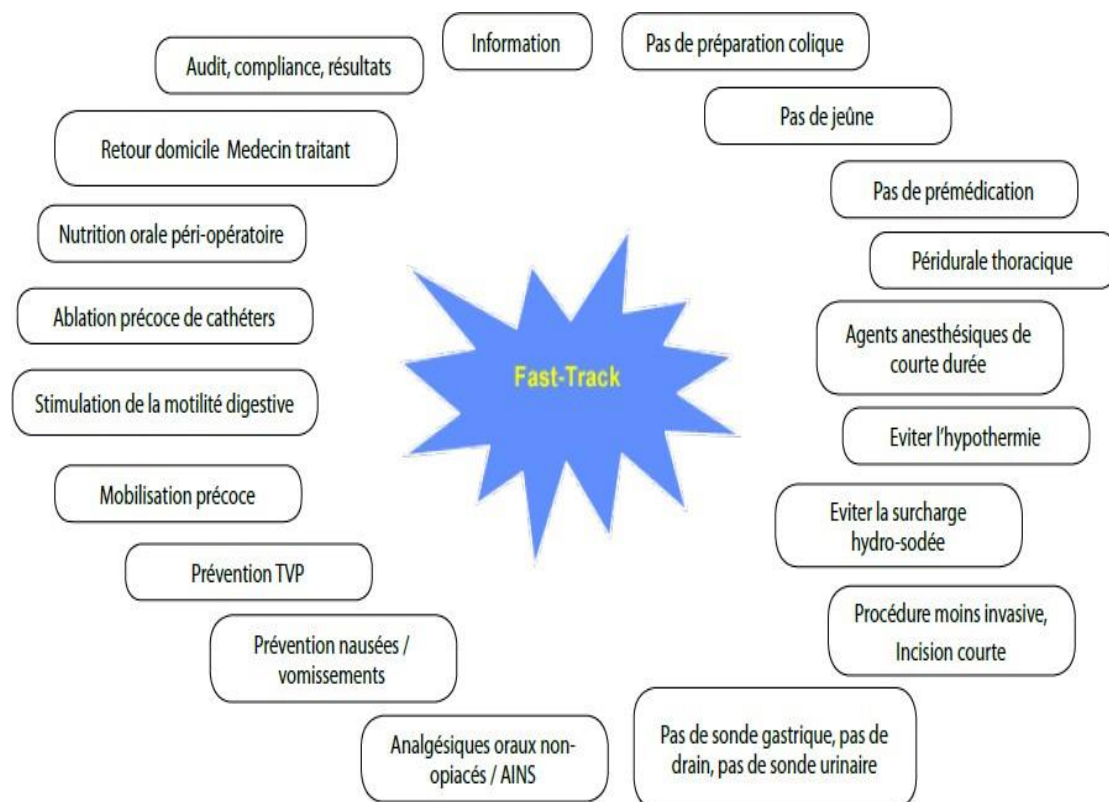 Information
Pas de préparation colique
Pas de jeûne
Pas de prémédication
Péridurale thoracique
Agents anesthésiques de
courte durée
Eviter l'hypothermie
Eviter la surcharge
hydro-sodée
Procédure moins invasive,
Incision courte
Pas de sonde gastrique, pas de
drain, pas de sonde urinaire
Analgésiques oraux non-
opiacés / AINS
Prévention nausées /
vomissements
Prévention TVP
Mobilisation précoce
Stimulation de la motilité digestive
Ablation précoce de cathéters
Nutrition orale péri-opératoire
Retour domicile Medecin traitant
Audit, compliance, résultats
Fast-Track